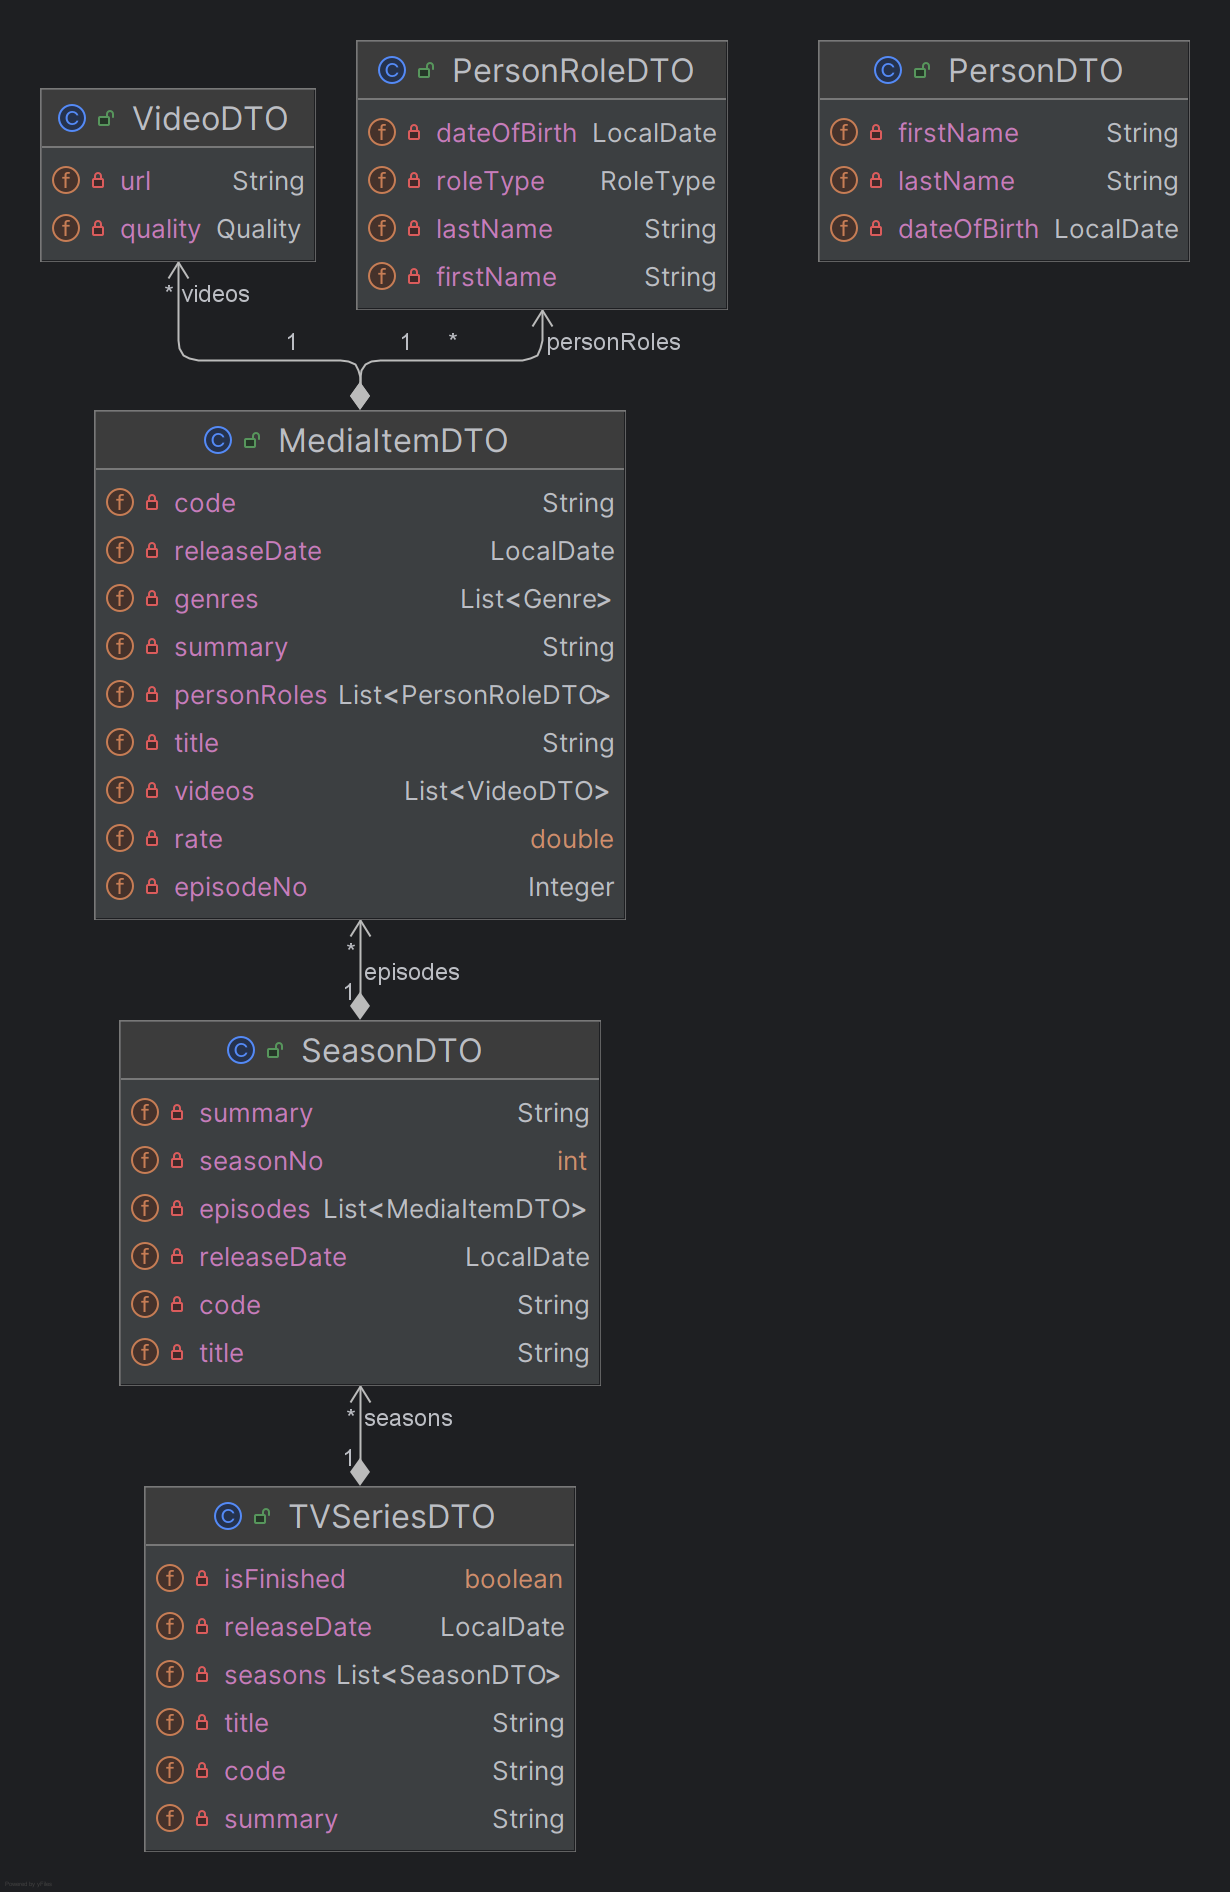 VideoDTO
url String
quality Quality
PersonRoleDTO
dateOfBirth LocalDate
roleType RoleType
lastName String
firstName String
PersonDTO
firstName String
lastName String
dateOfBirth LocalDate
* videos
1
1 *
personRoles
MediaItemDTO
code String
releaseDate LocalDate
genres List<Genre>
summary String
personRoles List<PersonRoleDTO>
title String
videos List<VideoDTO>
rate double
episodeNo Integer
*
episodes
1
SeasonDTO
summary String
seasonNo int
episodes List<MediaItemDTO>
releaseDate LocalDate
code String
title String
* seasons
1
TVSeriesDTO
isFinished boolean
releaseDate LocalDate
seasons List<SeasonDTO>
title String
code String
summary String
Powered by yFiles